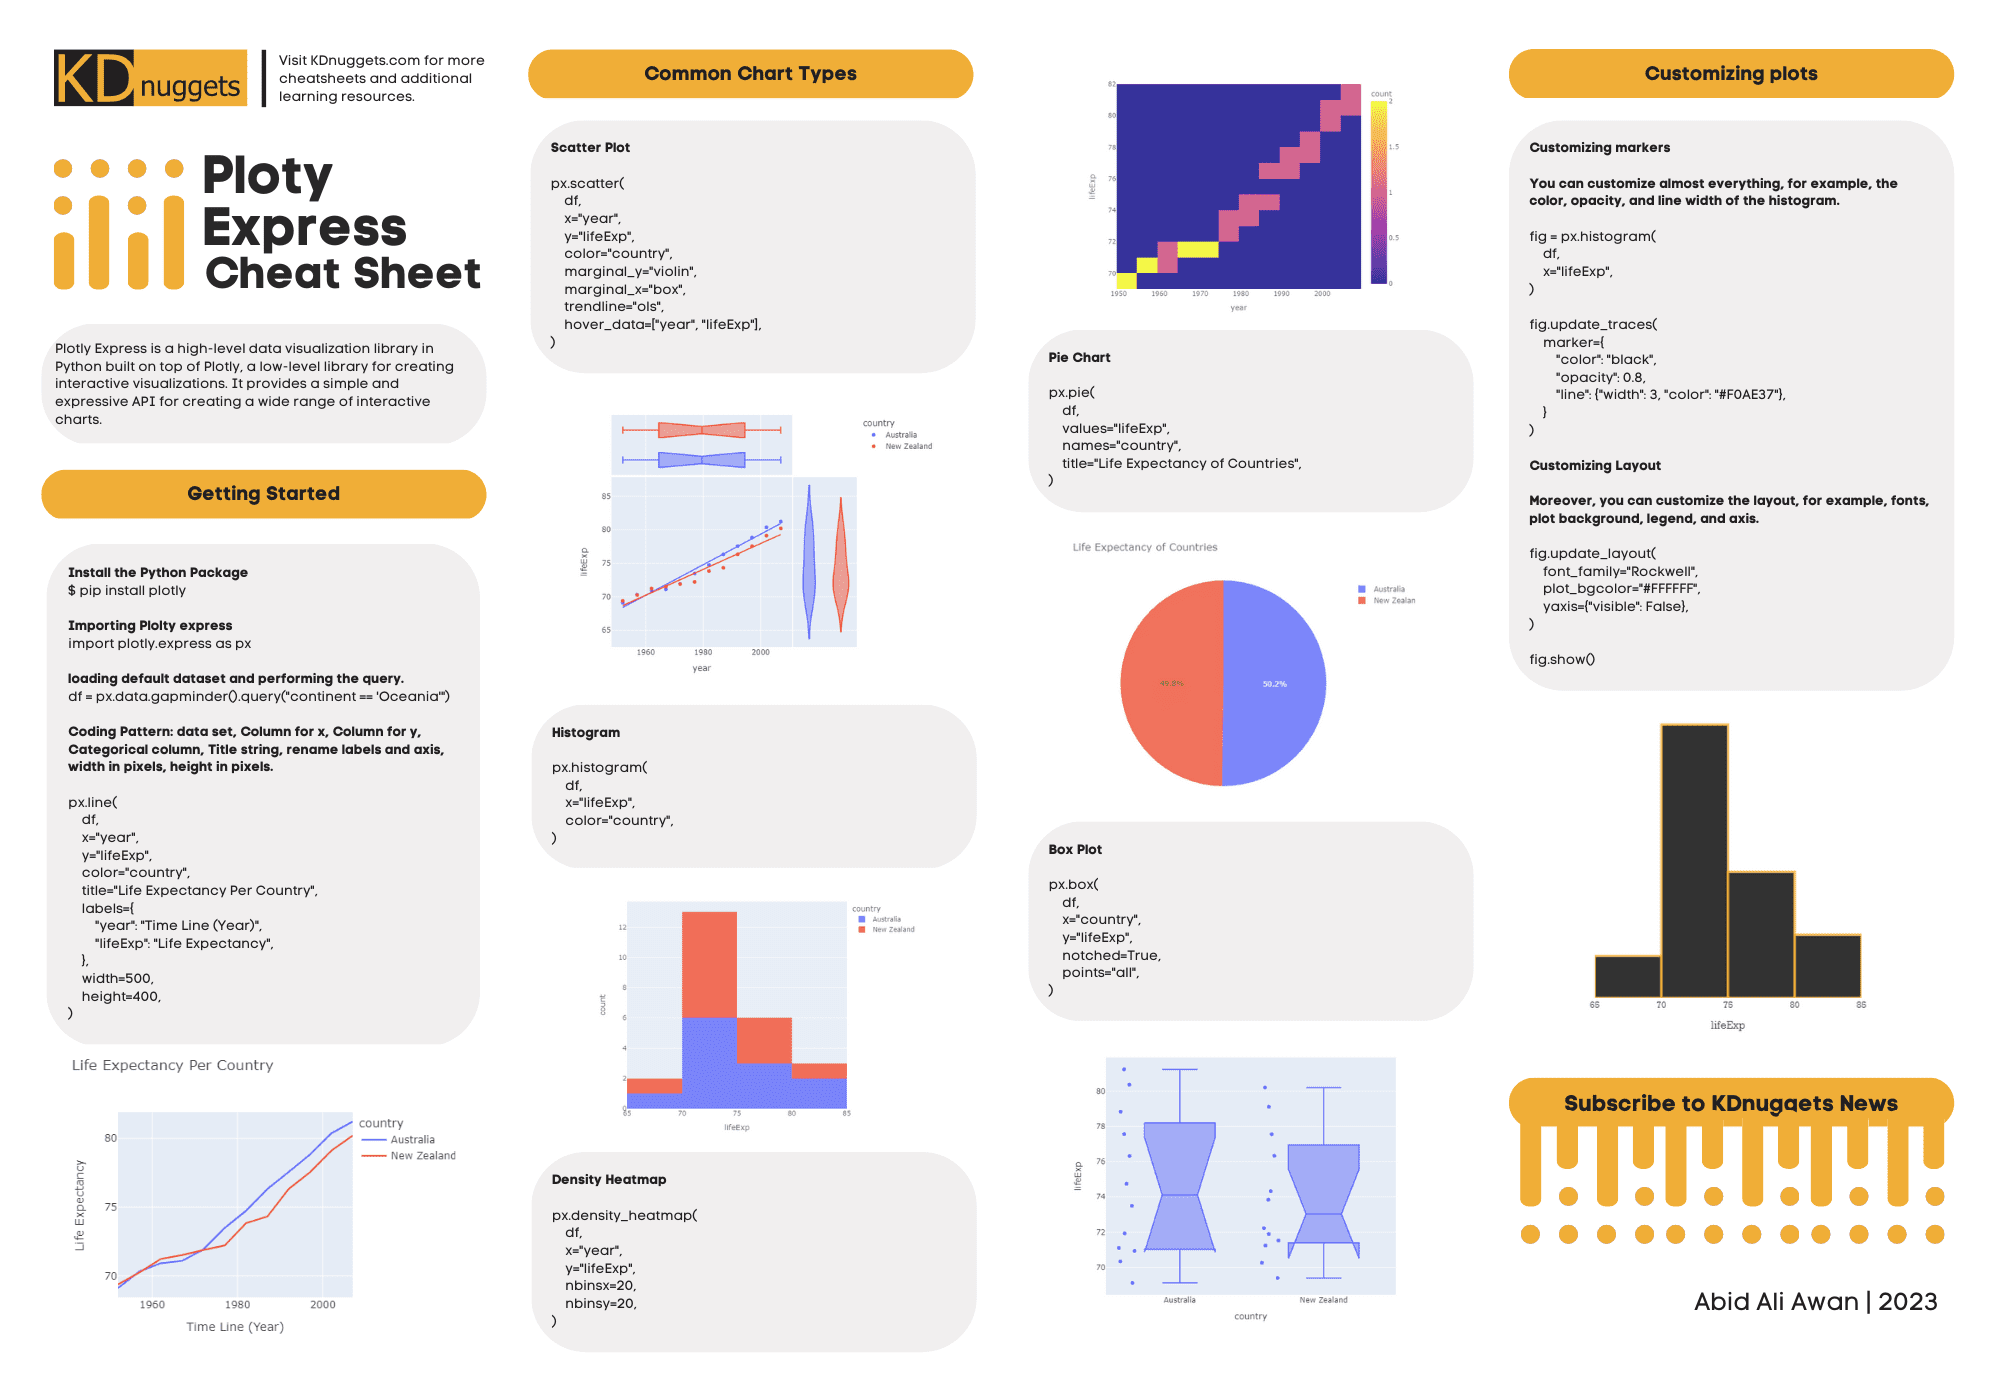 KDnuggets
Visit KDnuggets.com for more
cheatsheets and additional
learning resources.
Ploty
Express
Cheat Sheet
Plotly Express is a high-level data visualization library in
Python built on top of Plotly, a low-level library for creating
interactive visualizations. It provides a simple and
expressive API for creating a wide range of interactive
charts.
Getting Started
Install the Python Package
$ pip install plotly
Importing Plolty express
import plotly.express as px
loading default dataset and performing the query.
df = px.data.gapminder().query("continent == 'Oceania'")
Coding Pattern: data set, Column for x, Column for y,
Categorical column, Title string, rename labels and axis,
width in pixels, height in pixels.
px.line(
df,
x="year",
y="lifeExp",
color="country",
title="Life Expectancy Per Country",
labels={
"year": "Time Line (Year)",
"lifeExp": "Life Expectancy",
},
width=500,
height=400,
)
Life Expectancy Per Country
country
Australia
New Zealand
80
75
70
Life Expectancy
1960 1980 2000
Time Line (Year)
Common Chart Types
Scatter Plot
px.scatter(
df,
x="year",
y="lifeExp",
color="country",
marginal_y="violin",
marginal_x="box",
trendline="ols",
hover_data=["year", "lifeExp"],
)
country
Australia
New Zealand
85
80
75
70
65
lifeExp
1960 1980 2000
year
Histogram
px.histogram(
df,
x="lifeExp",
color="country",
)
country
Australia
New Zealand
12
10
8
6
4
2
0
count
65 70 75 80 85
lifeExp
Density Heatmap
px.density_heatmap(
df,
x="year",
y="lifeExp",
nbinsx=20,
nbinsy=20,
)
82
80
78
76
74
72
70
lifeExp
1950 1960 1970 1980 1990 2000
year
count
2
1.5
1
0.5
0
Pie Chart
px.pie(
df,
values="lifeExp",
names="country",
title="Life Expectancy of Countries",
)
Life Expectancy of Countries
Australia
New Zealan
49.8%
50.2%
Box Plot
px.box(
df,
x="country",
y="lifeExp",
notched=True,
points="all",
)
80
78
76
74
72
70
lifeExp
Australia New Zealand
country
Customizing plots
Customizing markers
You can customize almost everything, for example, the
color, opacity, and line width of the histogram.
fig = px.histogram(
df,
x="lifeExp",
)
fig.update_traces(
marker={
"color": "black",
"opacity": 0.8,
"line": {"width": 3, "color": "#F0AE37"},
}
)
Customizing Layout
Moreover, you can customize the layout, for example, fonts,
plot background, legend, and axis.
fig.update_layout(
font_family="Rockwell",
plot_bgcolor="#FFFFFF",
yaxis={"visible": False},
)
fig.show()
65 70 75 80 85
lifeExp
Subscribe to KDnuggets News
Abid Ali Awan | 2023